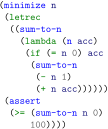 (minimize n
(letrec
((sum-to-n
(lambda (n acc)
(if (= n 0) acc
(sum-to-n
(- n 1)
(+ n acc))))))
(assert
(>= (sum-to-n n 0)
100))))